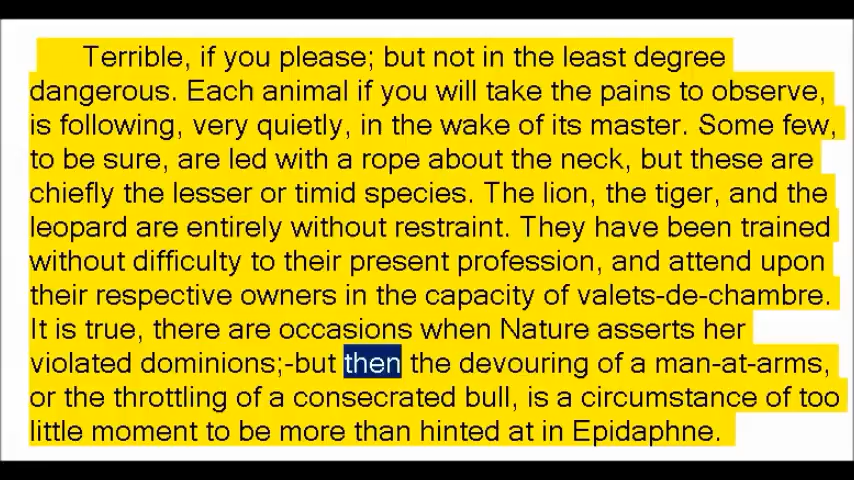 Terrible, if you please; but not in the least degree
dangerous. Each animal if you will take the pains to observe,
is following, very quietly, in the wake of its master. Some few,
to be sure, are led with a rope about the neck, but these are
chiefly the lesser or timid species. The lion, the tiger, and the
leopard are entirely without restraint. They have been trained
without difficulty to their present profession, and attend upon
their respective owners in the capacity of valets-de-chambre.
It is true, there are occasions when Nature asserts her
violated dominions;-but then the devouring of a man-at-arms,
or the throttling of a consecrated bull, is a circumstance of too
little moment to be more than hinted at in Epidaphne.